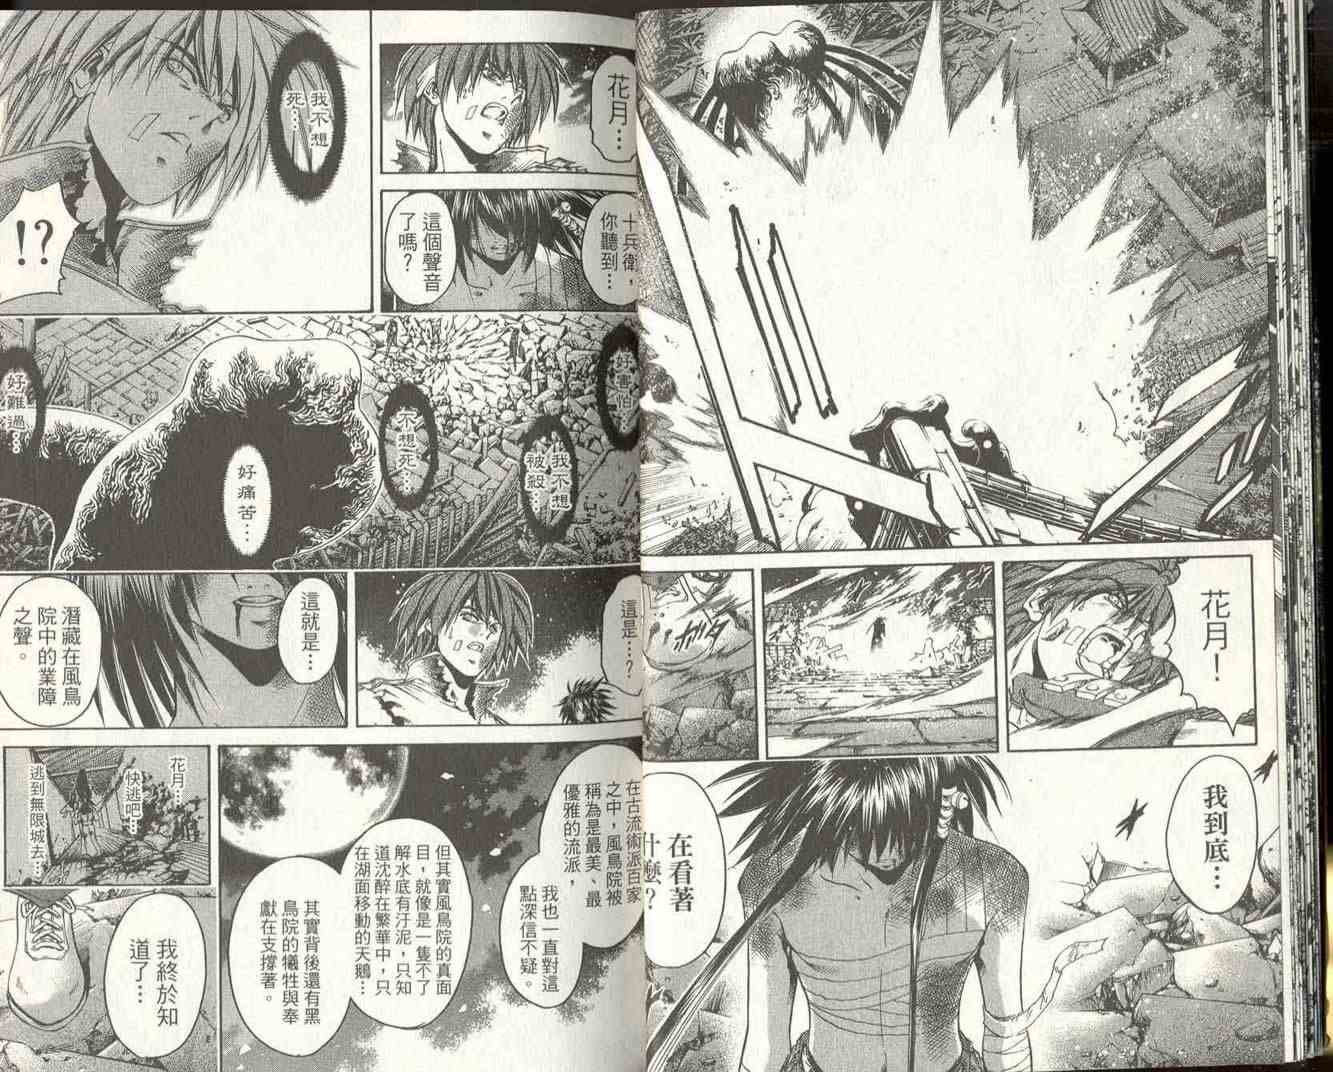 花月！
ガタ
我到底…
在看著
什麼？
花月…
十兵衛，
你聽到…
這個聲音
了嗎？
我不想
死…
!?
好害怕
我不想
被殺…
不想死…
好痛苦…
好難過…
這是…？
這就是…
潛藏在風鳥
院中的業障
之聲。
在古流術派百家
之中，風鳥院被
稱為是最美、最
優雅的流派，
我也一直對這
點深信不疑。
但其實風鳥院的真面
目，就像是一隻不了
解水底有汙泥，只知
道沈醉在繁華中，只
在湖面移動的天鵝…
其實背後還有黑
鳥院的犧牲與奉
獻在支撐著。
花月…
快逃吧…
逃到無限城去…
我終於知
道了…